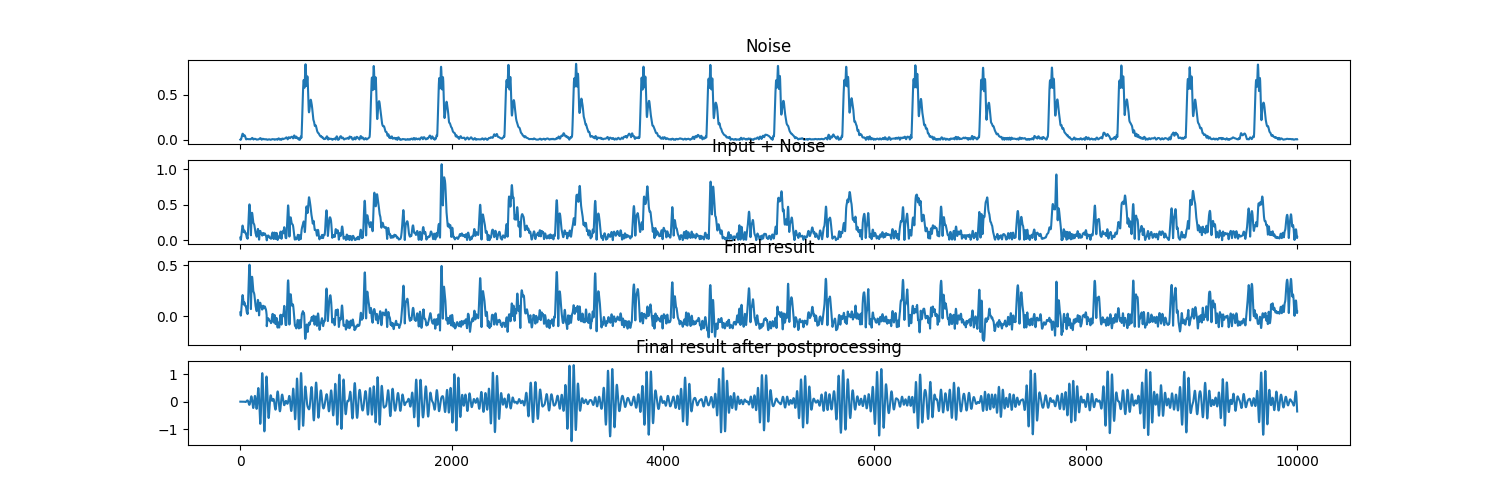 Noise
0.5
0.0
Input + Noise
1.0
0.5
0.0
Final result
0.5
0.0
Final result after postprocessing
1
0
−1
0 2000 4000 6000 8000 10000